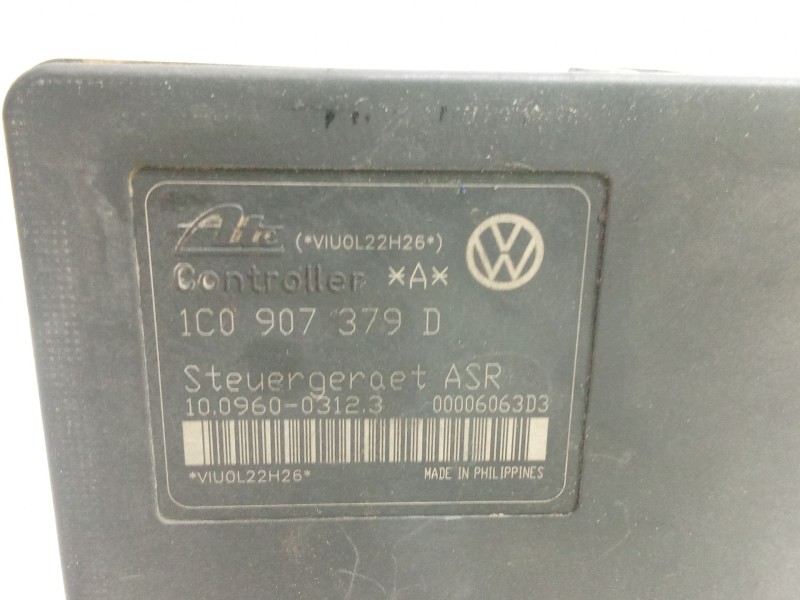 Ate (*VIU0L22H26*)
Controller *A*
1C0 907 379 D
Steuergeraet ASR
10.0960-0312.3 00006063D3
*VIU0L22H26* MADE IN PHILIPPINES